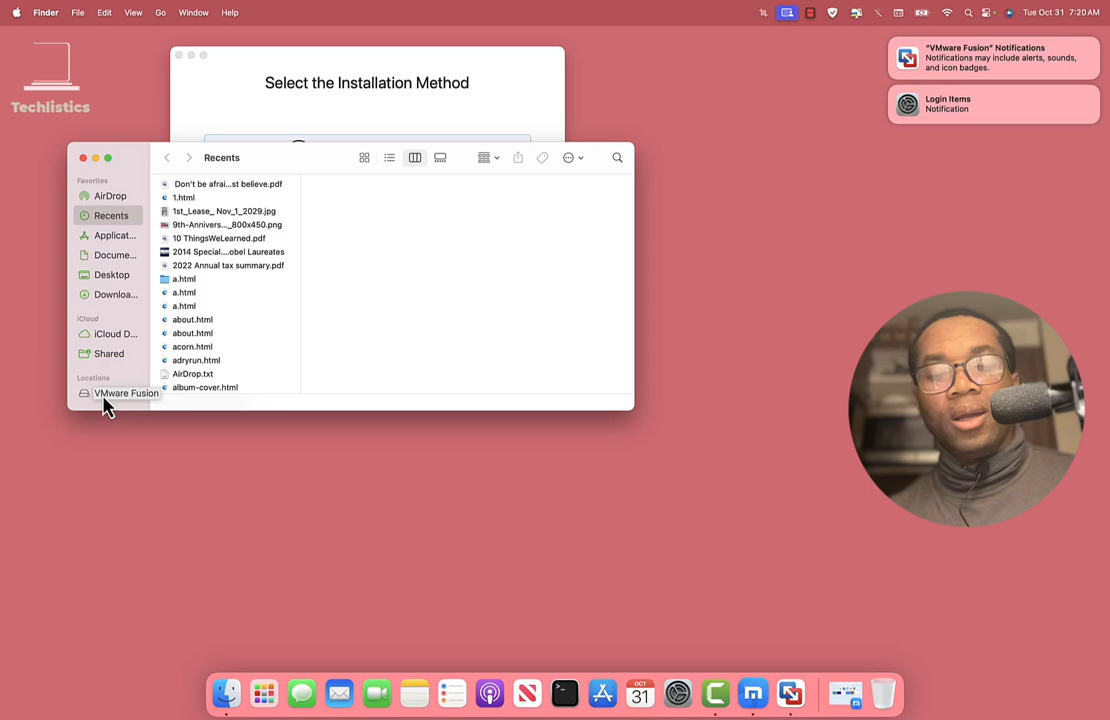 Finder File Edit View Go Window Help
Tue Oct 31 7:20 AM
Techlistics
Select the Installation Method
"VMware Fusion" Notifications
Notifications may include alerts, sounds,
and icon badges.
Login Items
Notification
Recents
Favorites
AirDrop
Recents
Applicat...
Docume...
Desktop
Downloa...
iCloud
iCloud D...
Shared
Locations
VMware Fusion
Don't be afrai...st believe.pdf
1.html
1st_Lease_ Nov_1_2029.jpg
9th-Annivers..._800x450.png
10 ThingsWeLearned.pdf
2014 Special....obel Laureates
2022 Annual tax summary.pdf
a.html
a.html
a.html
about.html
about.html
acorn.html
adryrun.html
AirDrop.txt
album-cover.html
OCT
31